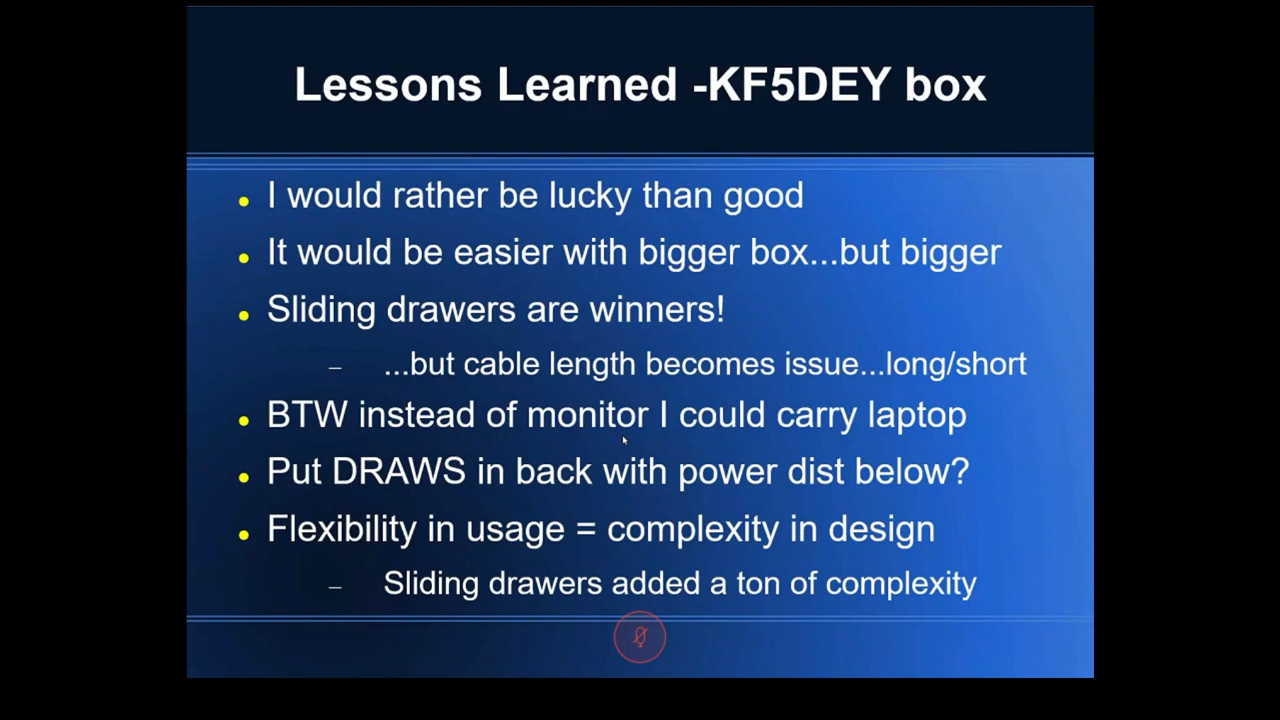 Lessons Learned -KF5DEY box
● I would rather be lucky than good
● It would be easier with bigger box...but bigger
● Sliding drawers are winners!
– ...but cable length becomes issue...long/short
● BTW instead of monitor I could carry laptop
● Put DRAWS in back with power dist below?
● Flexibility in usage = complexity in design
– Sliding drawers added a ton of complexity